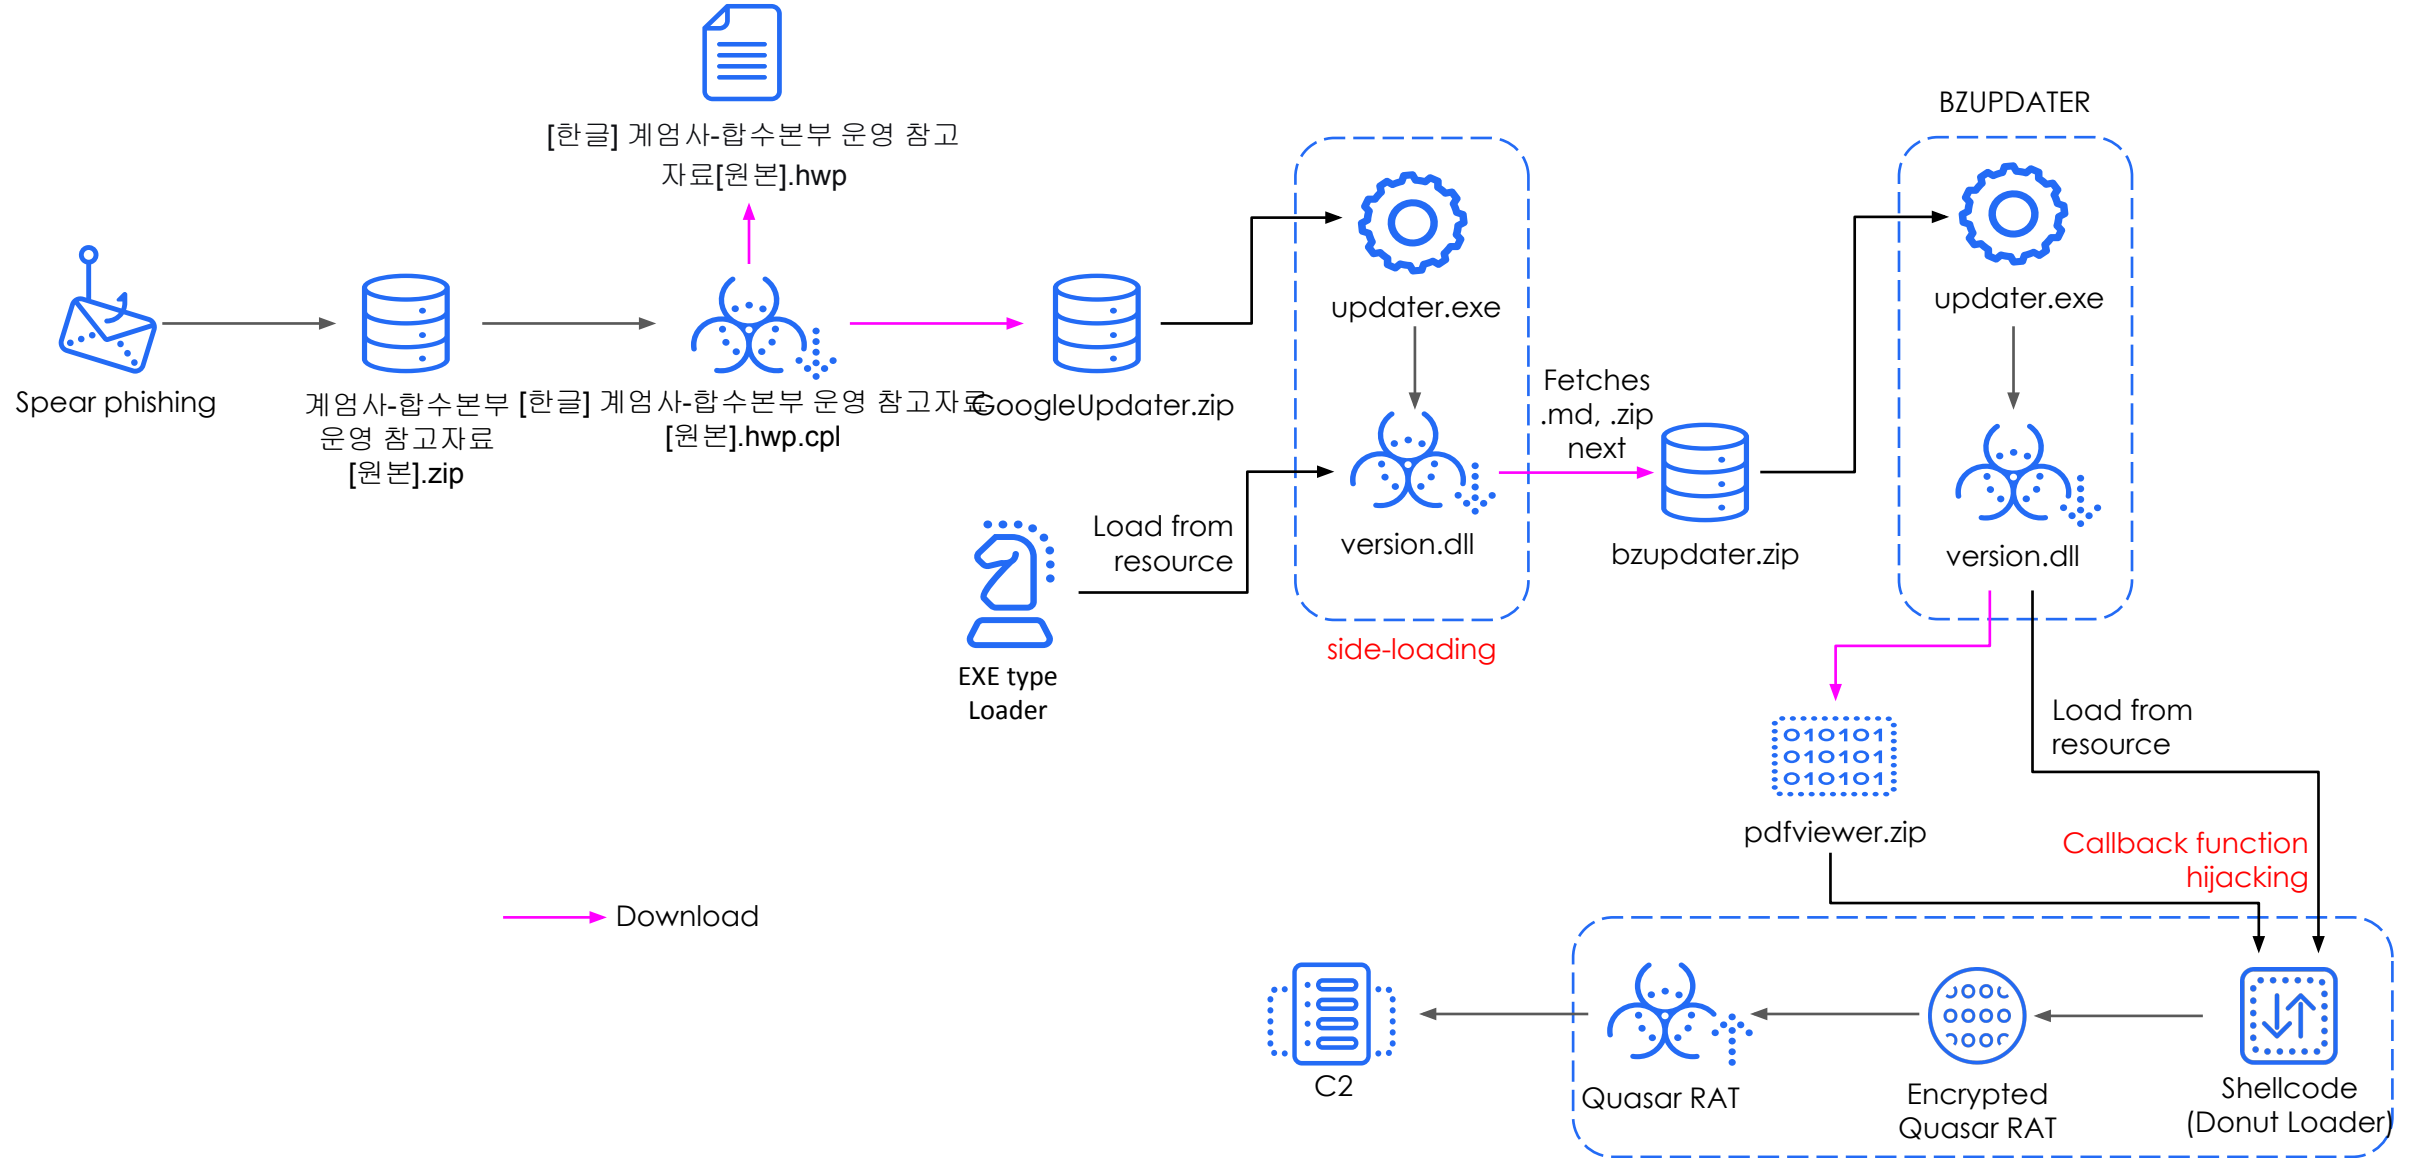 [한글] 계엄사-합수본부 운영 참고
자료[원본].hwp
Spear phishing
계엄사-합수본부
운영 참고자료
[원본].zip
[한글] 계엄사-합수본부 운영 참고자료
[원본].hwp.cpl
GoogleUpdater.zip
EXE type
Loader
Load from
resource
updater.exe
version.dll
side-loading
Fetches
.md, .zip
next
bzupdater.zip
BZUPDATER
updater.exe
version.dll
Load from
resource
010101
010101
010101
pdfviewer.zip
Callback function
hijacking
Download
C2
Quasar RAT
Encrypted
Quasar RAT
Shellcode
(Donut Loader)